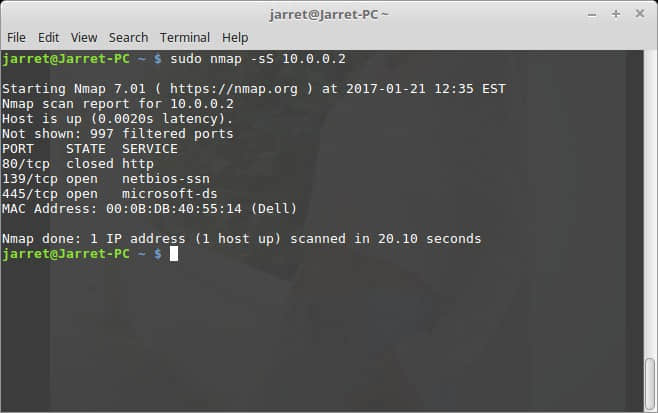 jarret@Jarret-PC ~
File Edit View Search Terminal Help
jarret@Jarret-PC ~ $ sudo nmap -sS 10.0.0.2
Starting Nmap 7.01 ( https://nmap.org ) at 2017-01-21 12:35 EST
Nmap scan report for 10.0.0.2
Host is up (0.0020s latency).
Not shown: 997 filtered ports
PORT    STATE  SERVICE
80/tcp  closed http
139/tcp open   netbios-ssn
445/tcp open   microsoft-ds
MAC Address: 00:0B:DB:40:55:14 (Dell)
Nmap done: 1 IP address (1 host up) scanned in 20.10 seconds
jarret@Jarret-PC ~ $